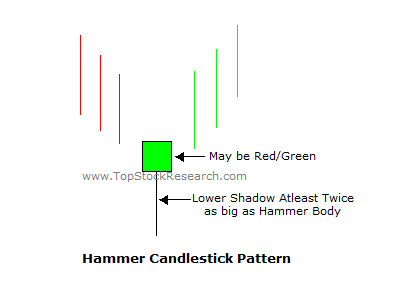 May be Red/Green
www.TopStockResearch.com
Lower Shadow Atleast Twice
as big as Hammer Body
Hammer Candlestick Pattern